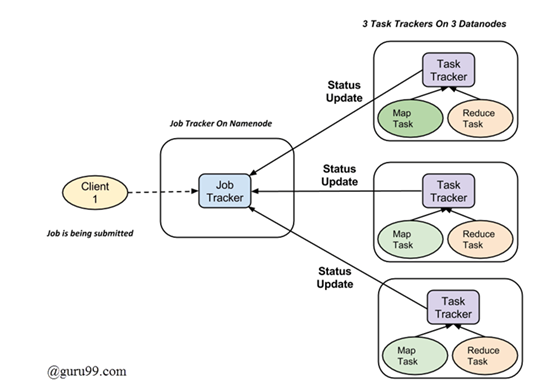 3 Task Trackers On 3 Datanodes
Task
Tracker
Status
Update
Map
Task
Reduce
Task
Job Tracker On Namenode
Client
1
Job
Tracker
Status
Update
Task
Tracker
Map
Task
Reduce
Task
Job is being submitted
Status
Update
Task
Tracker
Map
Task
Reduce
Task
@guru99.com